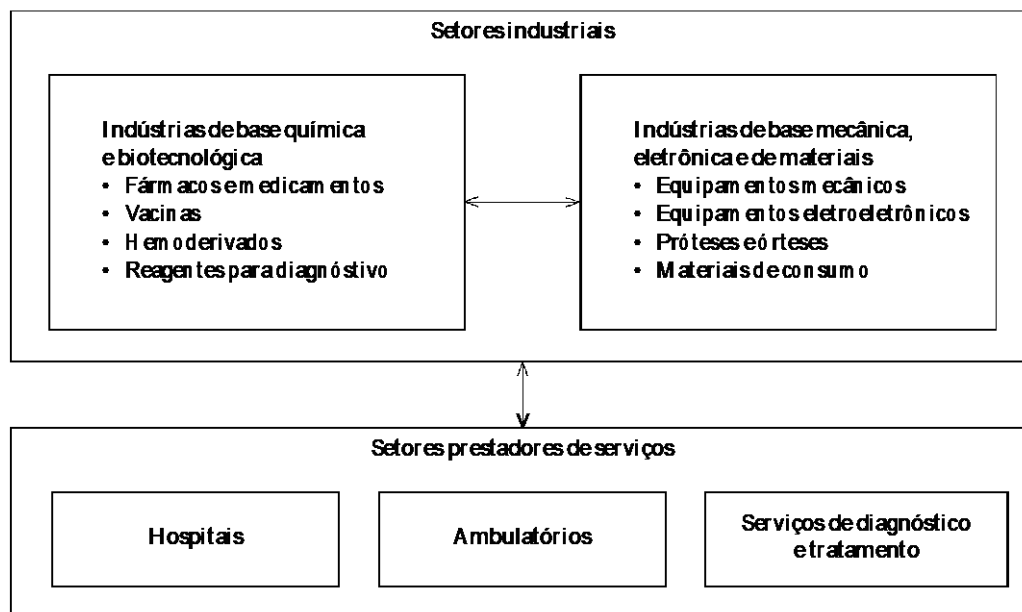 Setores industriais
Indústrias de base química
e biotecnológica
• Fármacos e medicamentos
• Vacinas
• Hemoderivados
• Reagentes para diagnóstivo
Indústrias de base mecânica,
eletrônica e de materiais
• Equipamentos mecânicos
• Equipamentos eletroeletrônicos
• Próteses e órteses
• Materiais de consumo
Setores prestadores de serviços
Hospitais
Ambulatórios
Serviços de diagnóstico
e tratamento